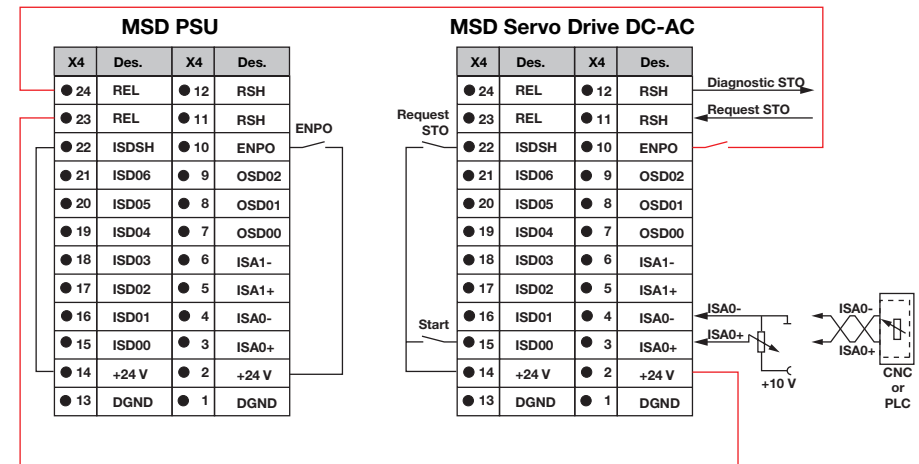 MSD PSU MSD Servo Drive DC-AC
X4 Des. X4 Des. X4 Des. X4 Des.
24 REL 12 RSH 24 REL 12 RSH Diagnostic STO
23 REL 11 RSH 23 REL 11 RSH Request STO
ENPO Request STO
22 ISDSH 10 ENPO 22 ISDSH 10 ENPO
21 ISD06 9 OSD02 21 ISD06 9 OSD02
20 ISD05 8 OSD01 20 ISD05 8 OSD01
19 ISD04 7 OSD00 19 ISD04 7 OSD00
18 ISD03 6 ISA1- 18 ISD03 6 ISA1-
17 ISD02 5 ISA1+ 17 ISD02 5 ISA1+
16 ISD01 4 ISA0- 16 ISD01 4 ISA0- ISA0- ISA0-
Start
15 ISD00 3 ISA0+ 15 ISD00 3 ISA0+ ISA0+ ISA0+
14 +24 V 2 +24 V 14 +24 V 2 +24 V +10 V CNC
or
13 DGND 1 DGND 13 DGND 1 DGND PLC